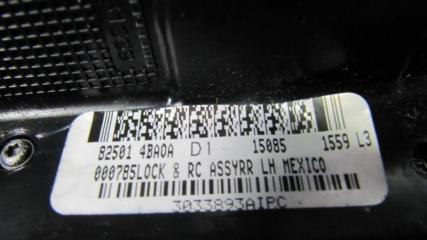 82501 4BA0A D1 15085 1559 L3
000785LOCK & RC ASSYRR LH MEXICO
3033893AIPC